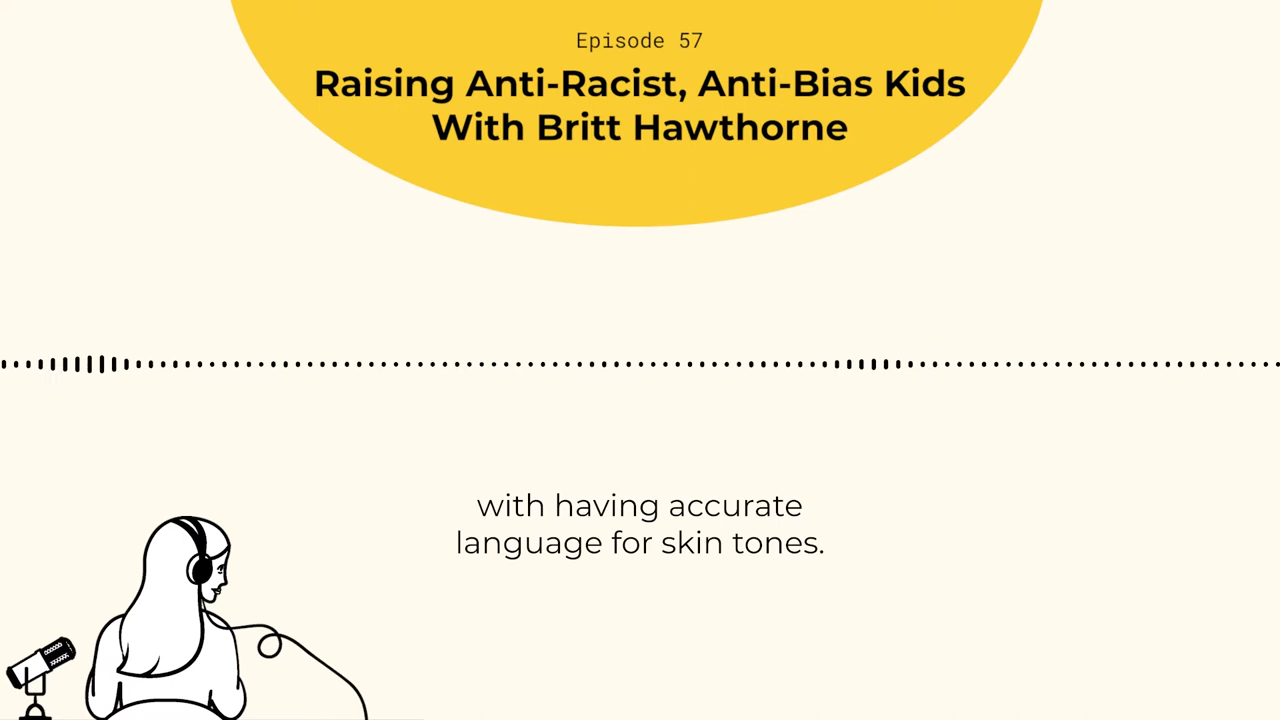 Episode 57
Raising Anti-Racist, Anti-Bias Kids
With Britt Hawthorne
with having accurate
language for skin tones.